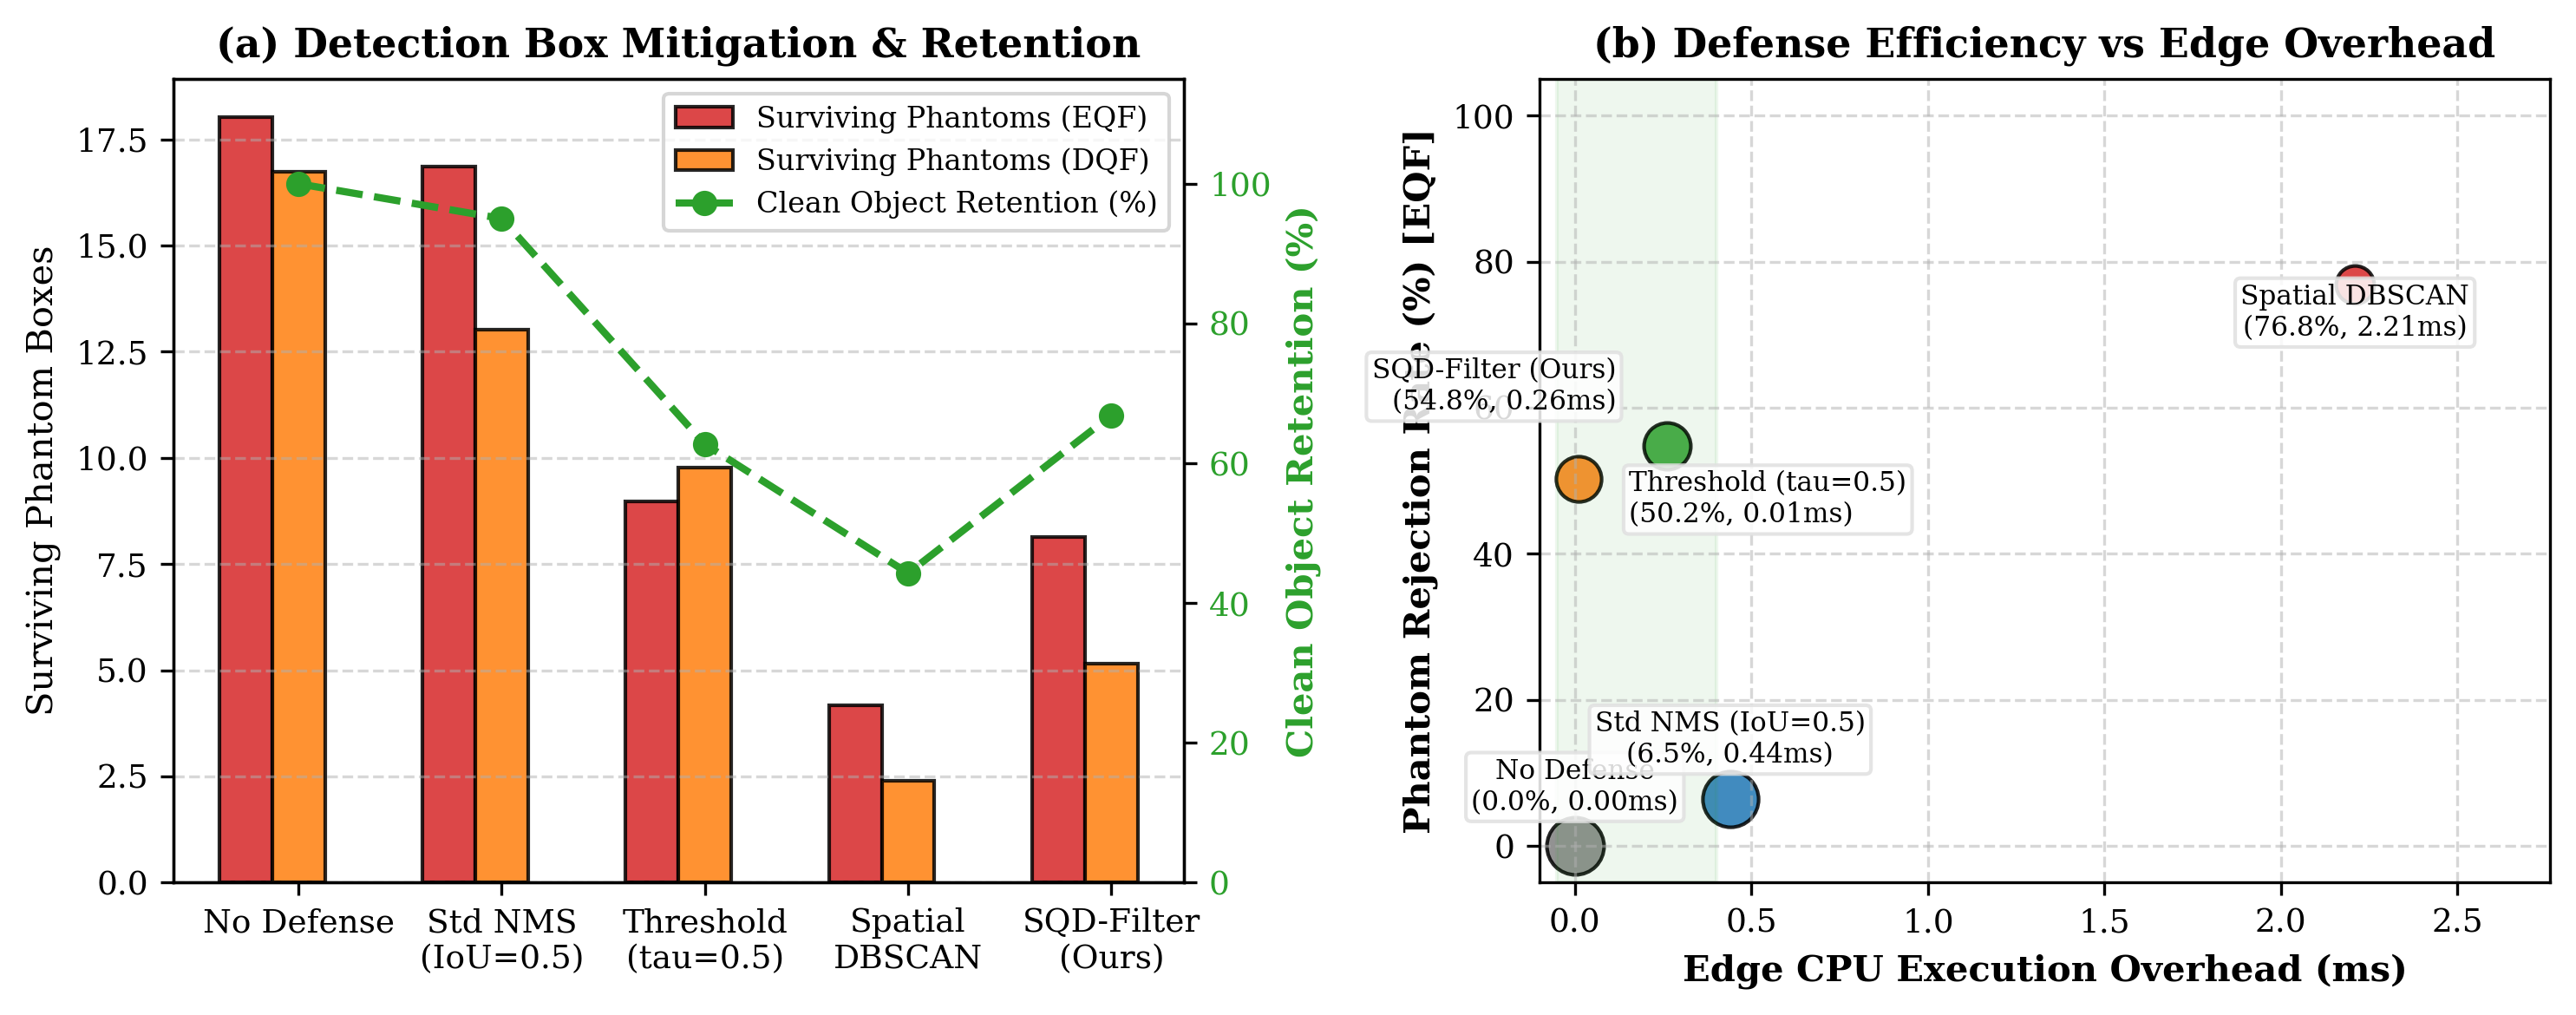 (a) Detection Box Mitigation & Retention
Surviving Phantom Boxes
17.5
15.0
12.5
10.0
7.5
5.0
2.5
0.0
Surviving Phantoms (EQF)
Surviving Phantoms (DQF)
Clean Object Retention (%)
100
80
60
40
20
0
Clean Object Retention (%)
No Defense
Std NMS
(IoU=0.5)
Threshold
(tau=0.5)
Spatial
DBSCAN
SQD-Filter
(Ours)
(b) Defense Efficiency vs Edge Overhead
Phantom Rejection Rate (%) [EQF]
100
80
60
40
20
0
Spatial DBSCAN
(76.8%, 2.21ms)
SQD-Filter (Ours)
(54.8%, 0.26ms)
Threshold (tau=0.5)
(50.2%, 0.01ms)
Std NMS (IoU=0.5)
(6.5%, 0.44ms)
No Defense
(0.0%, 0.00ms)
0.0
0.5
1.0
1.5
2.0
2.5
Edge CPU Execution Overhead (ms)